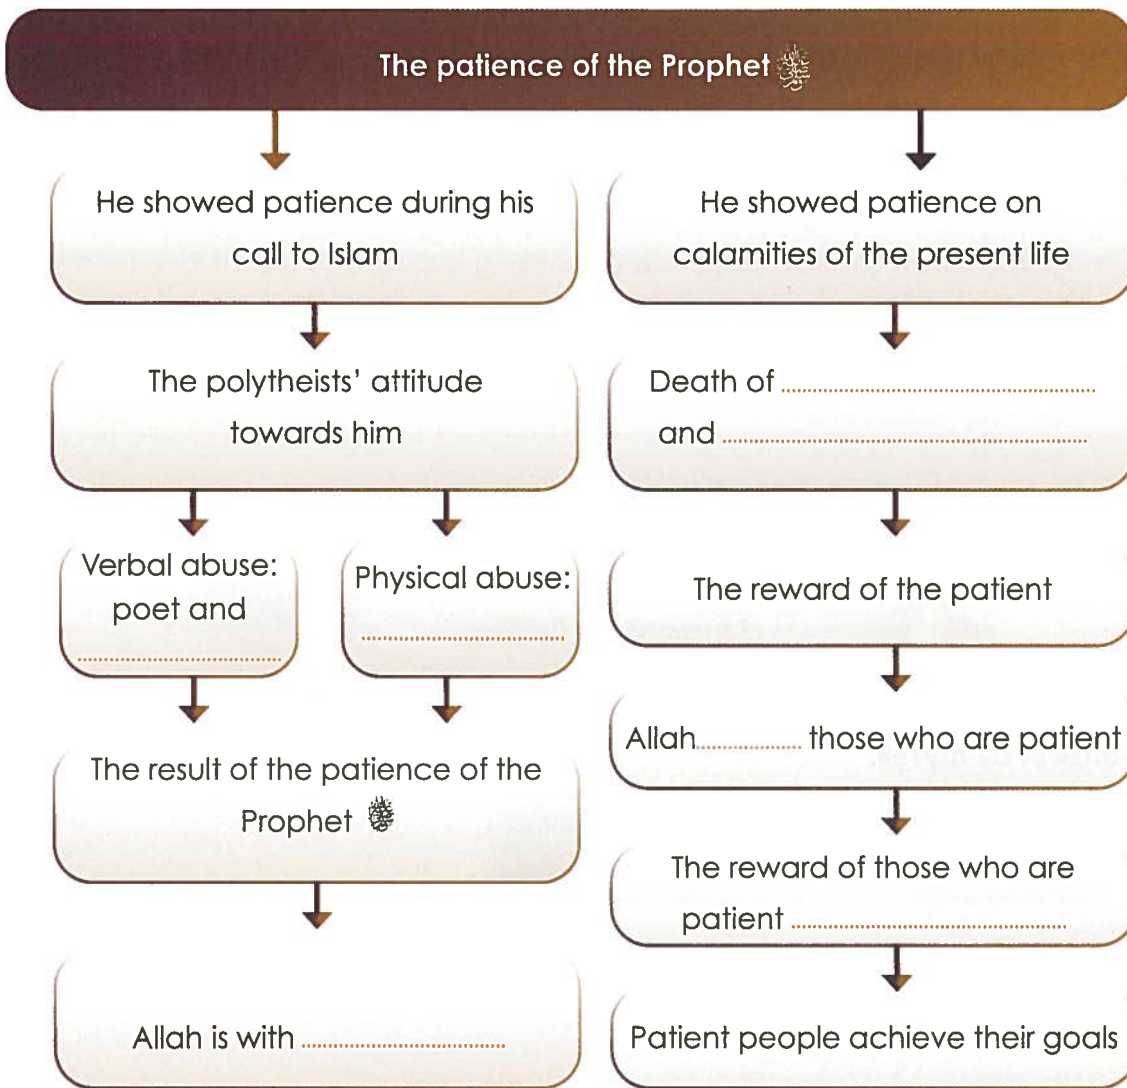 The patience of the Prophet ﷺ
He showed patience during his
call to Islam
The polytheists’ attitude
towards him
Verbal abuse:
poet and
....................
Physical abuse:
....................
The result of the patience of the
Prophet ﷺ
Allah is with ....................
He showed patience on
calamities of the present life
Death of ....................
and ....................
The reward of the patient
Allah.................... those who are patient
The reward of those who are
patient ....................
Patient people achieve their goals